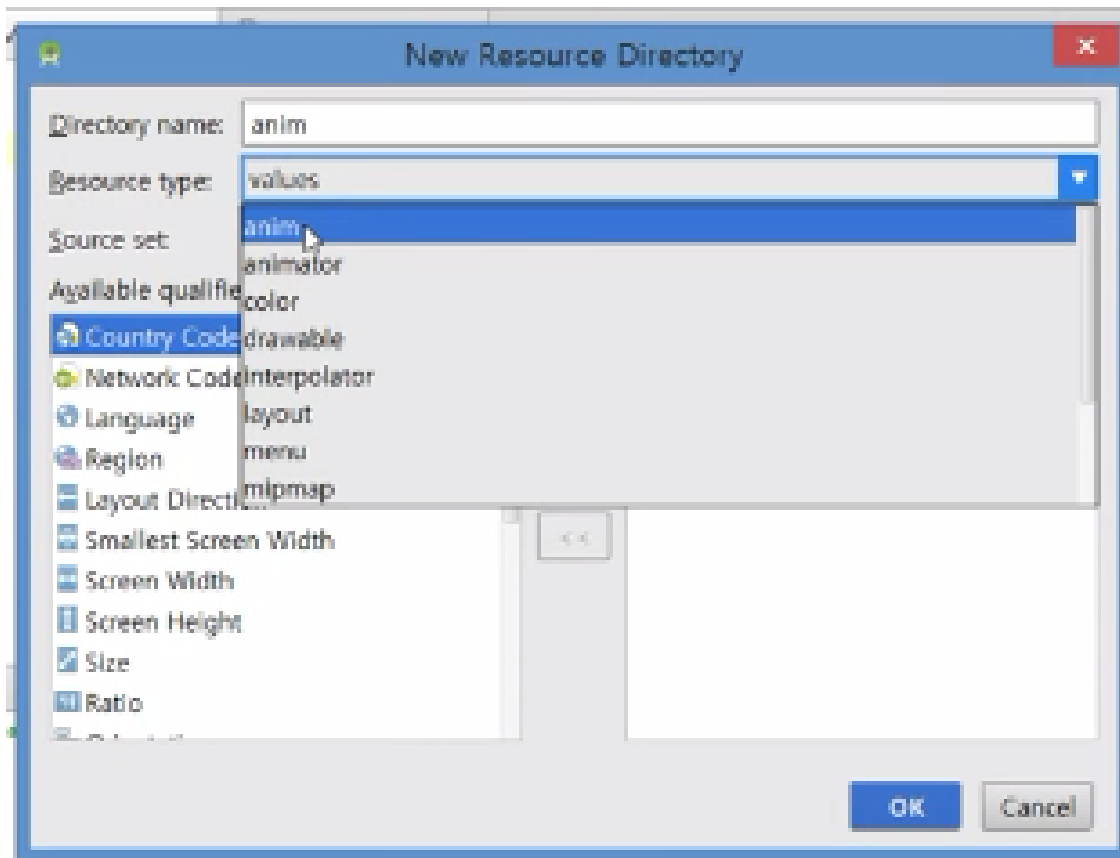 New Resource Directory
Directory name: anim
Resource type: values
anim
Source set:
animator
Available qualifie
color
Country Code
drawable
Network Cod
interpolator
Language
layout
Region
menu
Layout Directi
mipmap
Smallest Screen Width
<<
Screen Width
Screen Height
Size
Ratio
OK
Cancel